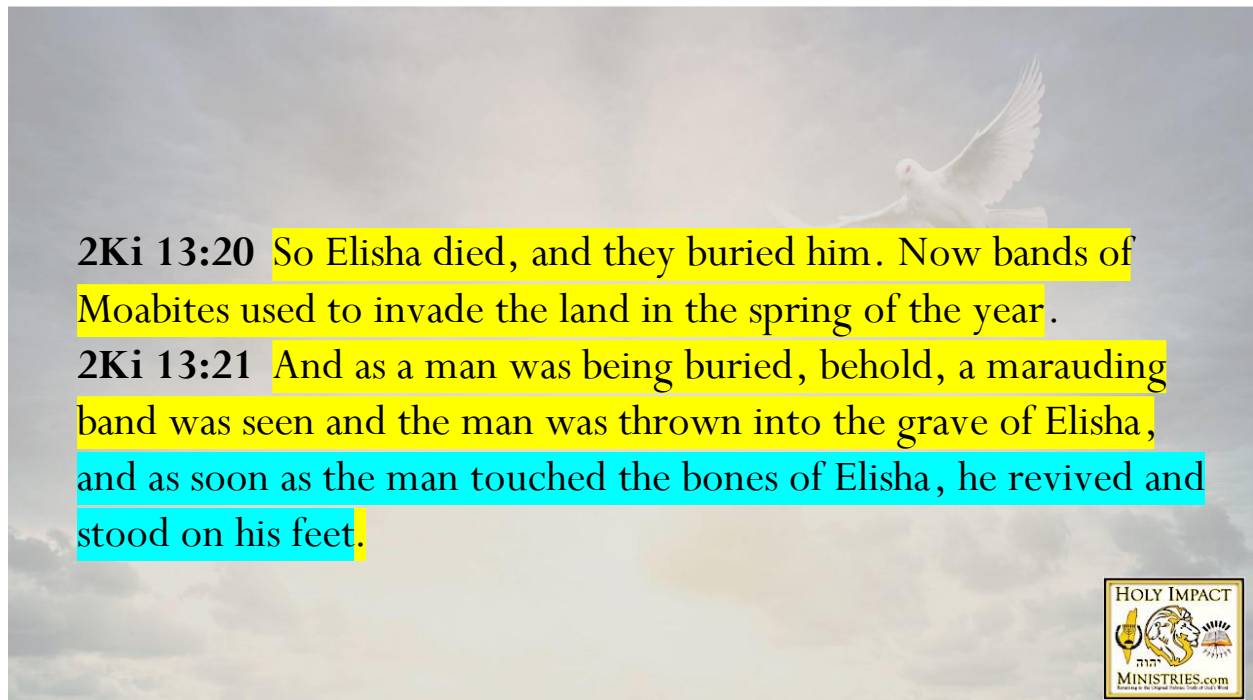 2Ki 13:20 So Elisha died, and they buried him. Now bands of
Moabites used to invade the land in the spring of the year.
2Ki 13:21 And as a man was being buried, behold, a marauding
band was seen and the man was thrown into the grave of Elisha,
and as soon as the man touched the bones of Elisha, he revived and
stood on his feet.
HOLY IMPACT
יהוה
MINISTRIES.com